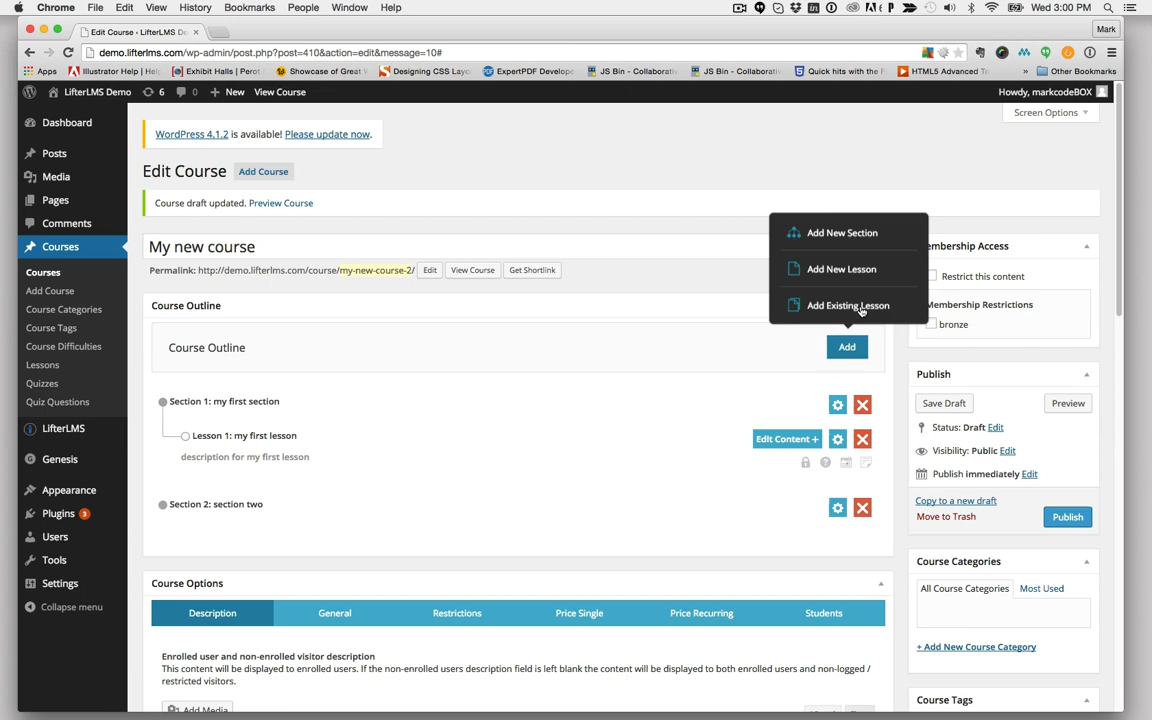 Chrome File Edit View History Bookmarks People Window Help Wed 3:00 PM
Edit Course ‹ LifterLMS De Mark
demo.lifterlms.com/wp-admin/post.php?post=410&action=edit&message=10#
Apps Illustrator Help | Hel Exhibit Halls | Perot Showcase of Great Designing CSS Layo ExpertPDF Develope JS Bin - Collaborativ JS Bin - Collaborativ Quick hits with the F HTML5 Advanced » Other Bookmarks
LifterLMS Demo 6 0 New View Course Howdy, markcodeBOX
Screen Options
Dashboard
Posts
Media
Pages
Comments
Courses
Courses
Add Course
Course Categories
Course Tags
Course Difficulties
Lessons
Quizzes
Quiz Questions
LifterLMS
Genesis
Appearance
Plugins 3
Users
Tools
Settings
Collapse menu
WordPress 4.1.2 is available! Please update now.
Edit Course Add Course
Course draft updated. Preview Course
My new course
Permalink: http://demo.lifterlms.com/course/my-new-course-2/ Edit View Course Get Shortlink
Course Outline
Course Outline
Add
Add New Section
Add New Lesson
Add Existing Lesson
Section 1: my first section
Lesson 1: my first lesson
Edit Content +
description for my first lesson
Section 2: section two
Course Options
Description General Restrictions Price Single Price Recurring Students
Enrolled user and non-enrolled visitor description
This content will be displayed to enrolled users. If the non-enrolled users description field is left blank the content will be displayed to both enrolled users and non-logged /
restricted visitors.
Add Media
embership Access
Restrict this content
Membership Restrictions
bronze
Publish
Save Draft Preview
Status: Draft Edit
Visibility: Public Edit
Publish immediately Edit
Copy to a new draft
Move to Trash
Publish
Course Categories
All Course Categories Most Used
+ Add New Course Category
Course Tags